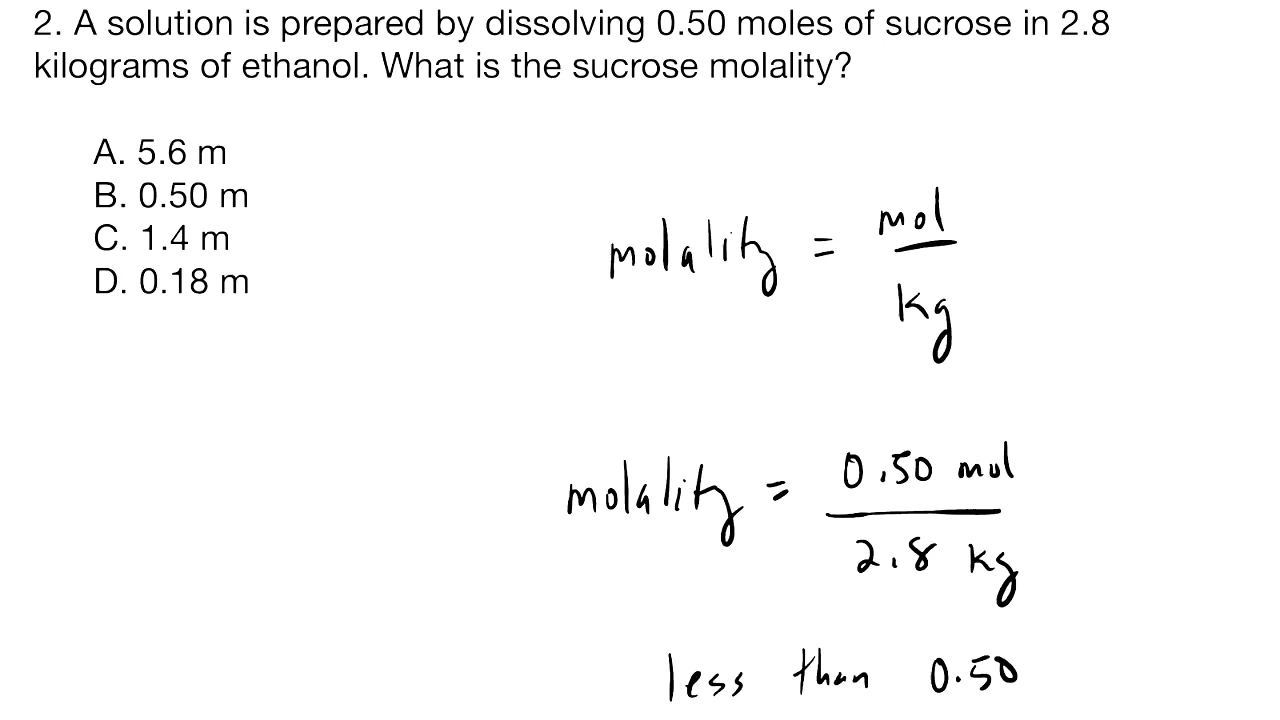 2. A solution is prepared by dissolving 0.50 moles of sucrose in 2.8
kilograms of ethanol. What is the sucrose molality?
A. 5.6 m
B. 0.50 m
C. 1.4 m
D. 0.18 m
molality = mol
kg
molality = 0.50 mol
2.8 kg
less than 0.50